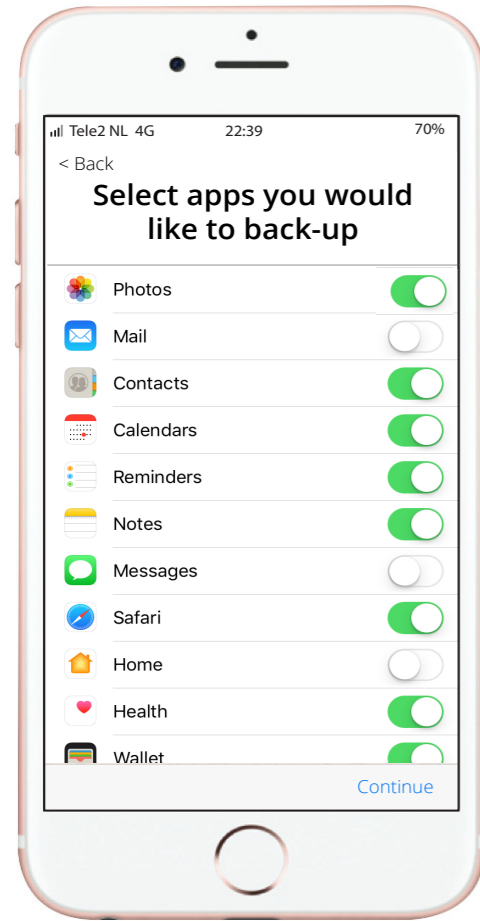 Tele2 NL 4G 22:39 70%
< Back
Select apps you would
like to back-up
Photos
Mail
Contacts
Calendars
Reminders
Notes
Messages
Safari
Home
Health
Wallet
Continue